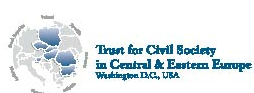 Trust for Civil Society
in Central & Eastern Europe
Washington D.C., USA